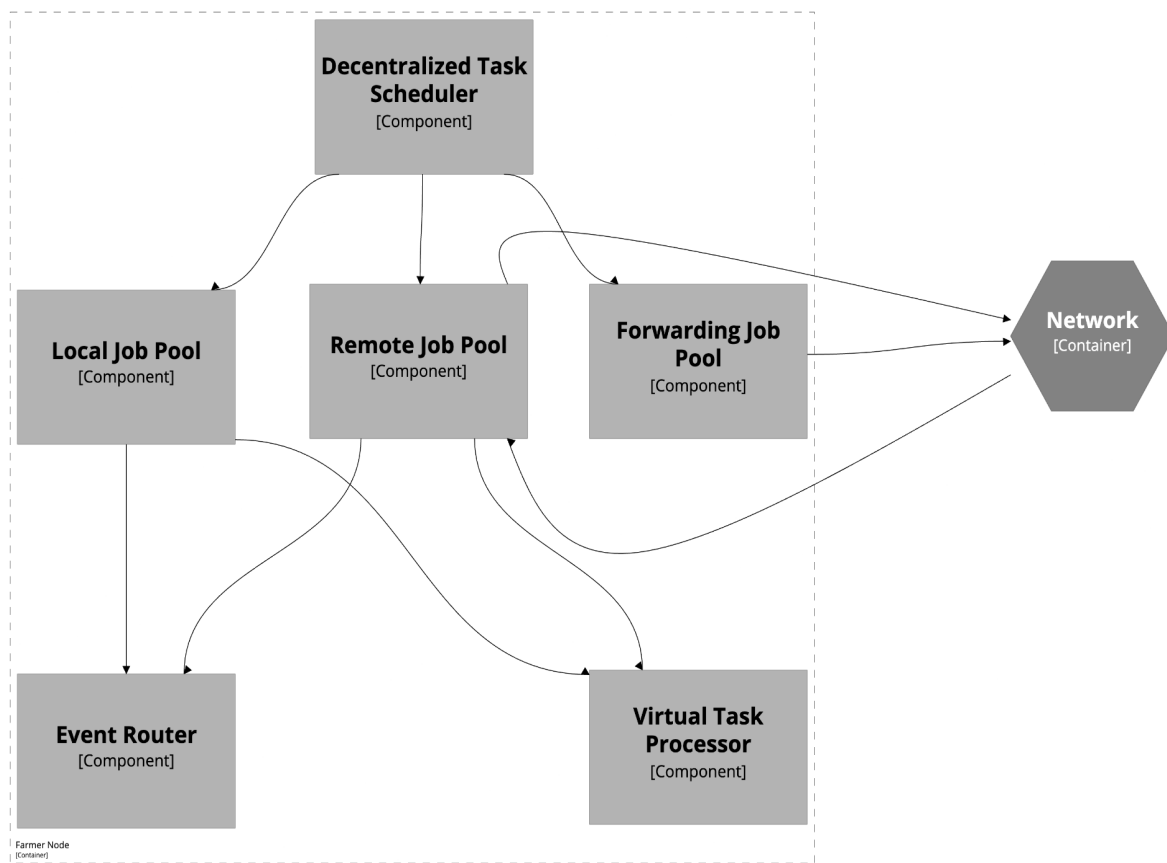 Decentralized Task
Scheduler
[Component]
Local Job Pool
[Component]
Remote Job Pool
[Component]
Forwarding Job
Pool
[Component]
Network
[Container]
Event Router
[Component]
Virtual Task
Processor
[Component]
Farmer Node
[Container]